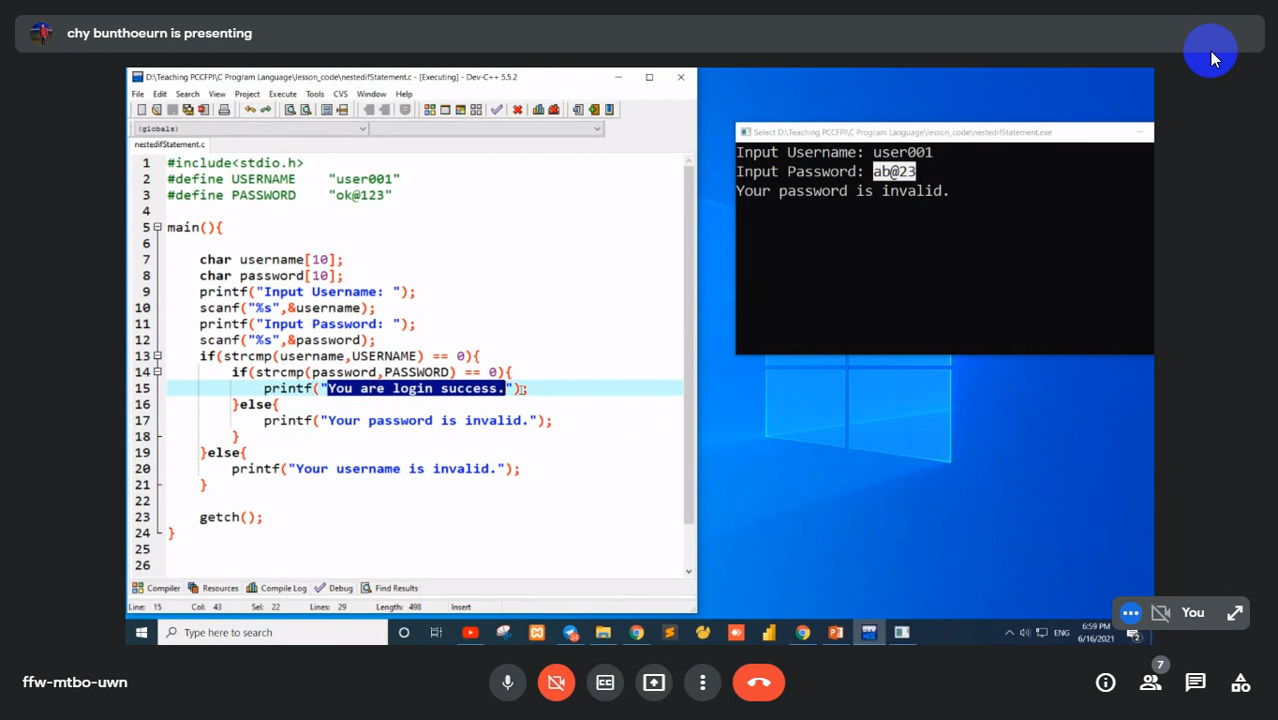 chy bunthoeurn is presenting
D:\Teaching PCCFPI\C Program Language\lesson_code\nestedifStatement.c - [Executing] - Dev-C++ 5.5.2
File Edit Search View Project Execute Tools CVS Window Help
(globals)
nestedifStatement.c
1 #include<stdio.h>
2 #define USERNAME "user001"
3 #define PASSWORD "ok@123"
4
5 main(){
6
7 char username[10];
8 char password[10];
9 printf("Input Username: ");
10 scanf("%s",&username);
11 printf("Input Password: ");
12 scanf("%s",&password);
13 if(strcmp(username,USERNAME) == 0){
14 if(strcmp(password,PASSWORD) == 0){
15 printf("You are login success.");
16 }else{
17 printf("Your password is invalid.");
18 }
19 }else{
20 printf("Your username is invalid.");
21 }
22
23 getch();
24 }
25
26
Compiler Resources Compile Log Debug Find Results
Line: 15 Col: 43 Sel: 22 Lines: 29 Length: 498 Insert
Select D:\Teaching PCCFPI\C Program Language\lesson_code\nestedifStatement.exe
Input Username: user001
Input Password: ab@23
Your password is invalid.
You
Type here to search
DEV
ENG
6:59 PM
6/16/2021
2
ffw-mtbo-uwn
CC
7